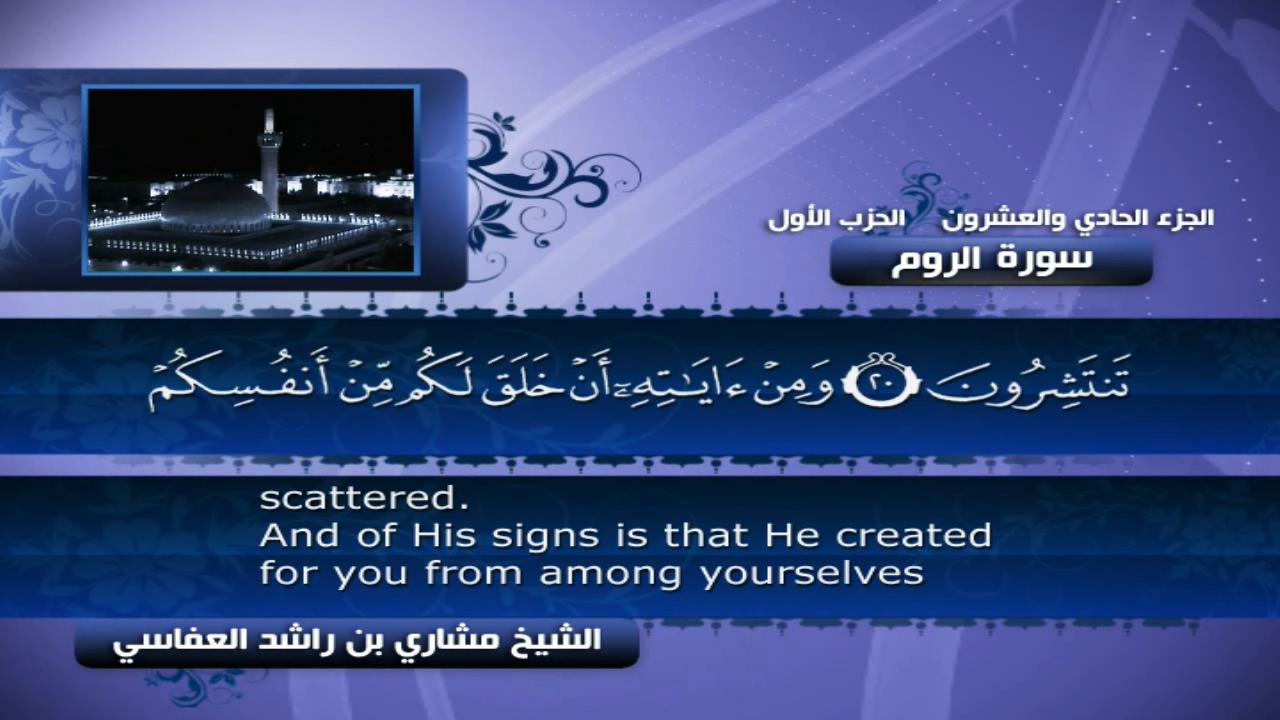 الجزء الحادي والعشرون الحزب الأول
سورة الروم
تَنتَشِرُونَ ٢٠ وَمِنْ ءَايَـٰتِهِۦٓ أَنْ خَلَقَ لَكُم مِّنْ أَنفُسِكُمْ
scattered.
And of His signs is that He created
for you from among yourselves
الشيخ مشاري بن راشد العفاسي